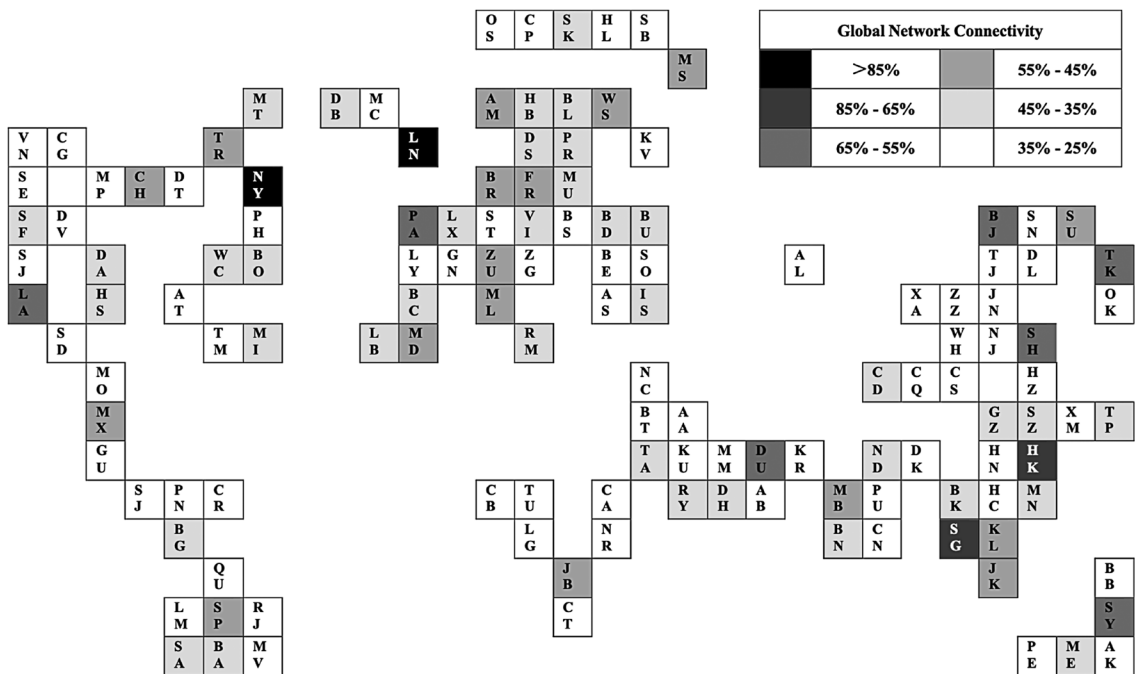 OS CP SK HL SB
Global Network Connectivity
MS
>85% 55% - 45%
MT DB MC AM HB BL WS
85% - 65% 45% - 35%
VN CG TR LN DS PR KV
65% - 55% 35% - 25%
SE MP CH DT NY BR FR MU
SF DV PH PA LX ST VI BS BD BU BJ SN SU
SJ DA WC BO LY GN ZU ZG BE SO AL TJ DL TK
LA HS AT BC ML AS IS XA ZZ JN OK
SD TM MI LB MD RM WH NJ SH
MO NC CD CQ CS HZ
MX BT AA GZ SZ XM TP
GU TA KU MM DU KR ND DK HN HK
SJ PN CR CB TU CA RY DH AB MB PU BK HC MN
BG LG NR BN CN SG KL
QU JB JK BB
LM SP RJ CT SY
SA BA MV PE ME AK